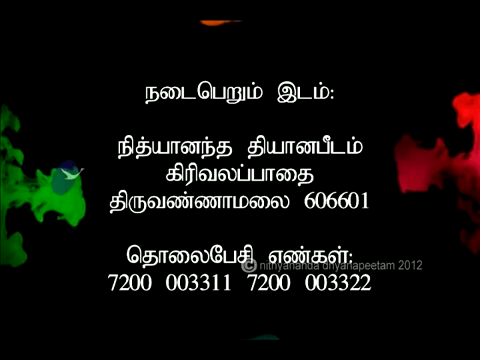 நடைபெறும் இடம்:
நித்யானந்த தியானபீடம்
கிரிவலப்பாதை
திருவண்ணாமலை 606601
தொலைபேசி எண்கள்:
© nithyananda dhyanapeetam 2012
7200 003311 7200 003322